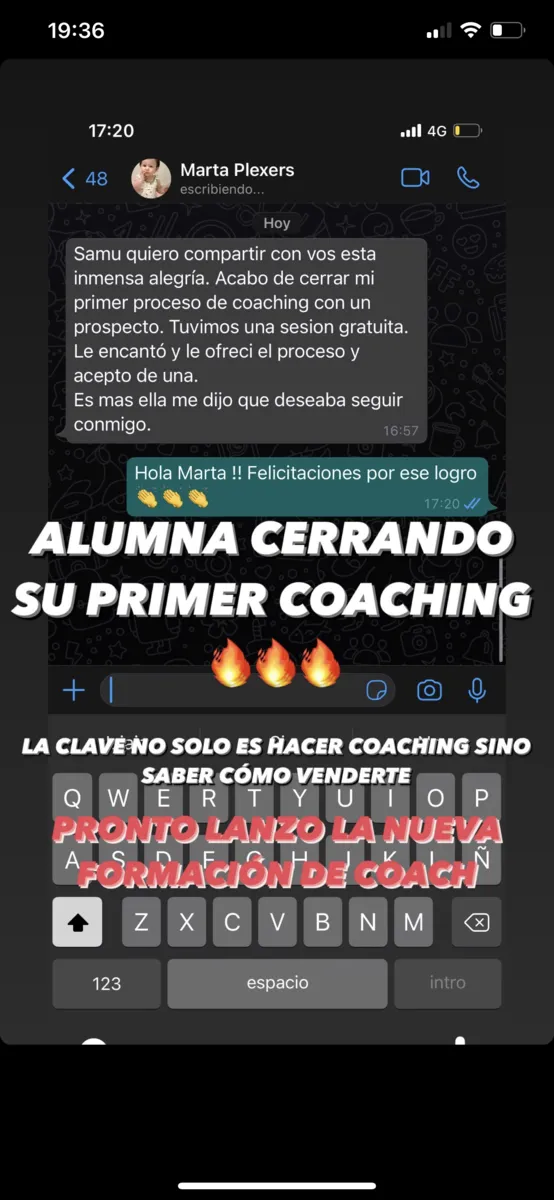 19:36
17:20
4G
48
Marta Plexers
escribiendo...
Hoy
Samu quiero compartir con vos esta
inmensa alegría. Acabo de cerrar mi
primer proceso de coaching con un
prospecto. Tuvimos una sesion gratuita.
Le encantó y le ofreci el proceso y
acepto de una.
Es mas ella me dijo que deseaba seguir
conmigo.
16:57
Hola Marta !! Felicitaciones por ese logro
👏👏👏
17:20
ALUMNA CERRANDO
SU PRIMER COACHING
🔥🔥🔥
LA CLAVE NO SOLO ES HACER COACHING SINO
SABER CÓMO VENDERTE
Q W E R T Y U I O P
PRONTO LANZO LA NUEVA
A S D F G H J K L Ñ
FORMACIÓN DE COACH
Z X C V B N M
123
espacio
intro